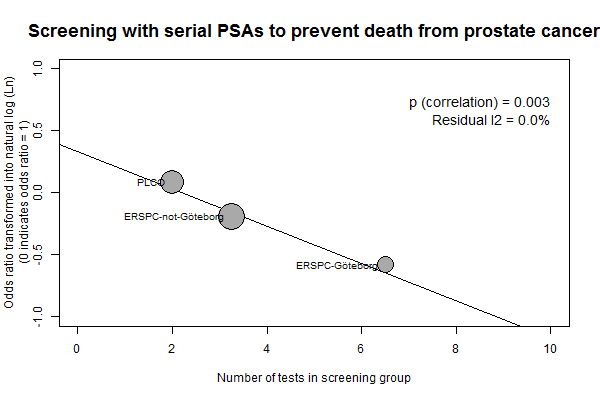 Screening with serial PSAs to prevent death from prostate cancer
Odds ratio transformed into natural log (Ln)
(0 indicates odds ratio = 1)
1.0
0.5
0.0
-0.5
-1.0
p (correlation) = 0.003
Residual I2 = 0.0%
PLCO
ERSPC-not-Göteborg
ERSPC-Göteborg
0 2 4 6 8 10
Number of tests in screening group